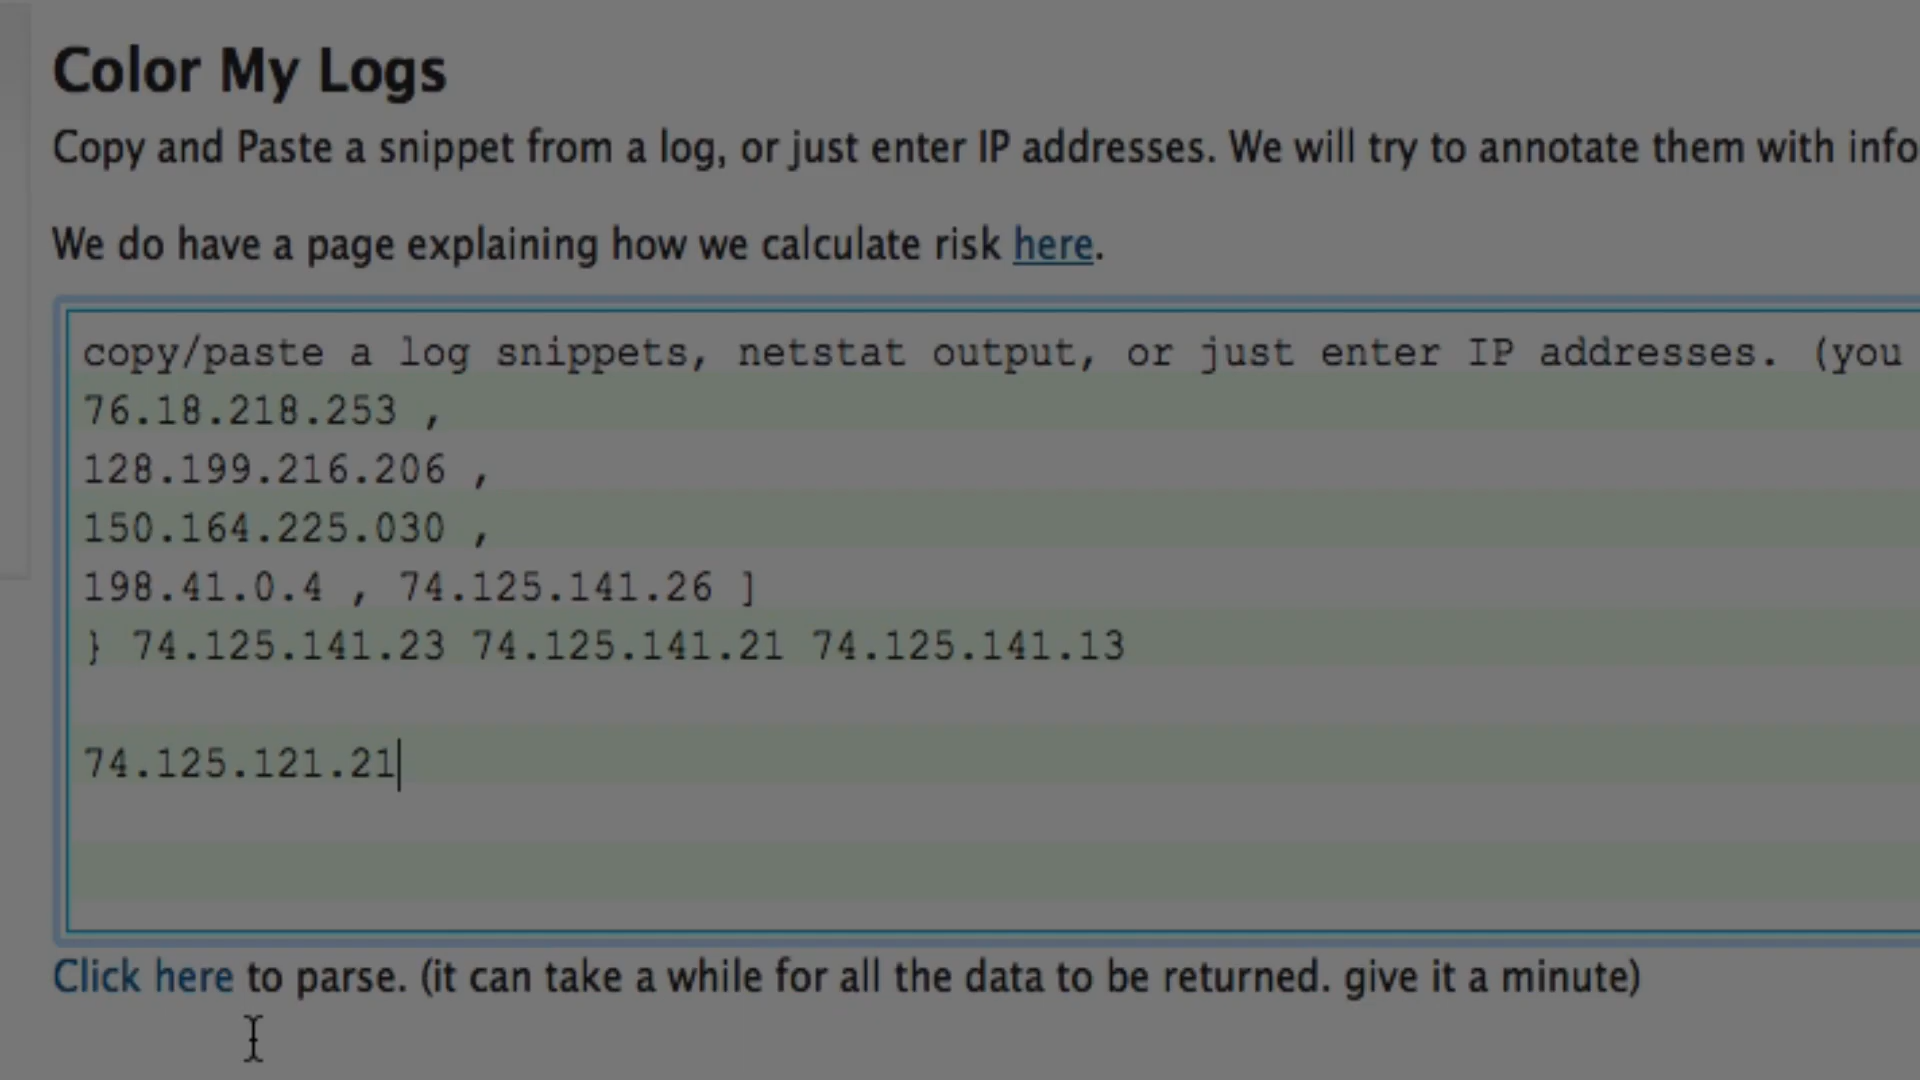 Color My Logs
Copy and Paste a snippet from a log, or just enter IP addresses. We will try to annotate them with info
We do have a page explaining how we calculate risk here.
copy/paste a log snippets, netstat output, or just enter IP addresses. (you
76.18.218.253 ,
128.199.216.206 ,
150.164.225.030 ,
198.41.0.4 , 74.125.141.26 ]
} 74.125.141.23 74.125.141.21 74.125.141.13
74.125.121.21
Click here to parse. (it can take a while for all the data to be returned. give it a minute)